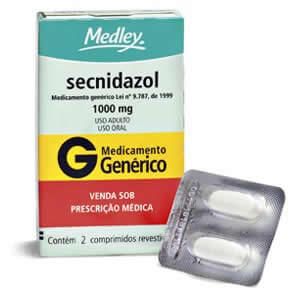 Medley.
secnidazol
Medicamento genérico Lei nº 9.787, de 1999
1000 mg
USO ADULTO
USO ORAL
G Medicamento
Genérico
VENDA SOB
PRESCRIÇÃO MÉDICA
Contém 2 comprimidos revesti